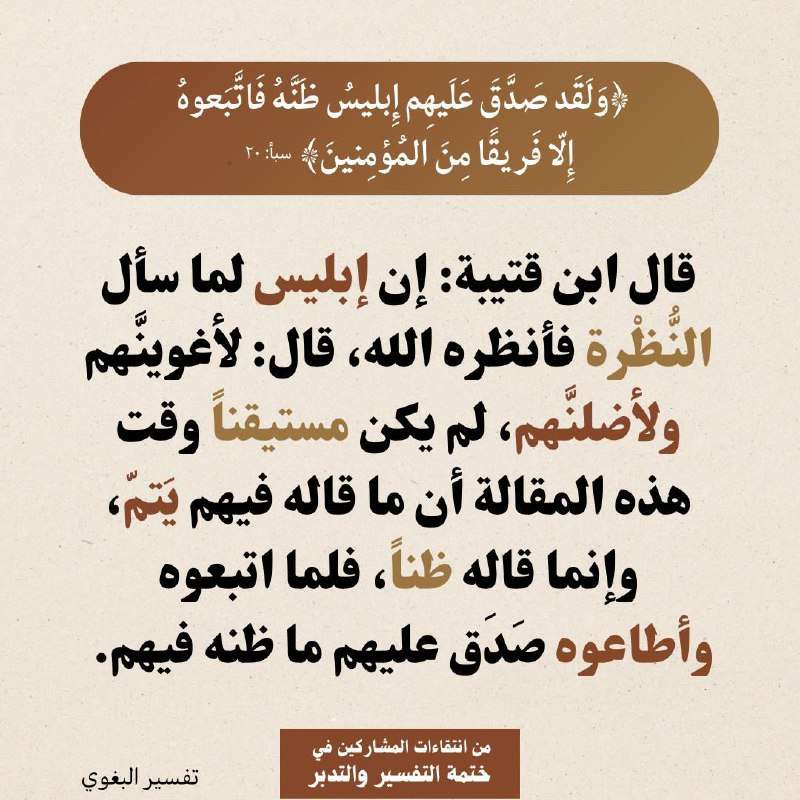 ﴿وَلَقَد صَدَّقَ عَلَيهِم إِبليسُ ظَنَّهُ فَاتَّبَعوهُ
إِلّا فَريقًا مِنَ المُؤمِنينَ﴾ سبأ: ٢٠
قال ابن قتيبة: إن إبليس لما سأل
النُّظْرة فأنظره الله، قال: لأغوينَّهم
ولأضلنَّهم، لم يكن مستيقناً وقت
هذه المقالة أن ما قاله فيهم يَتمّ،
وإنما قاله ظناً، فلما اتبعوه
وأطاعوه صَدَق عليهم ما ظنه فيهم.
من انتقاءات المشاركين في
ختمة التفسير والتدبر
تفسير البغوي